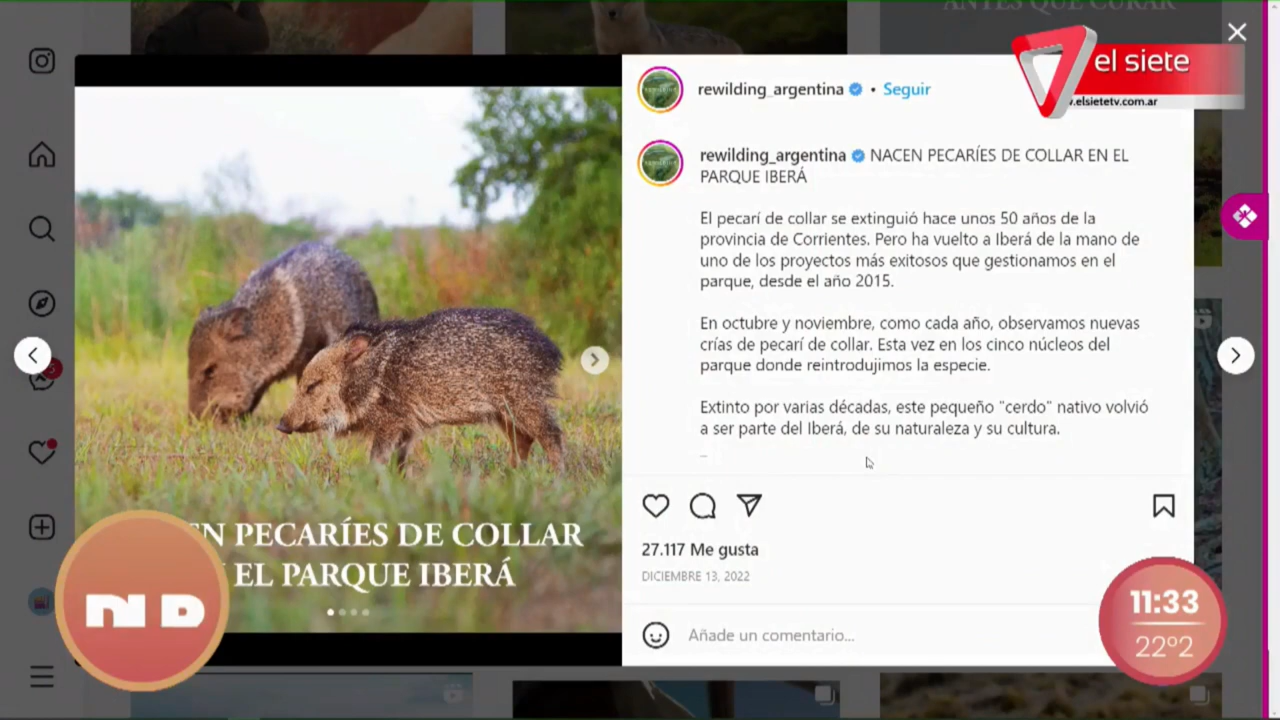 ANTES QUE CURAR
el siete
.elsietetv.com.ar
rewilding_argentina • Seguir
rewilding_argentina NACEN PECARÍES DE COLLAR EN EL
PARQUE IBERÁ
El pecarí de collar se extinguió hace unos 50 años de la
provincia de Corrientes. Pero ha vuelto a Iberá de la mano de
uno de los proyectos más exitosos que gestionamos en el
parque, desde el año 2015.
En octubre y noviembre, como cada año, observamos nuevas
crías de pecarí de collar. Esta vez en los cinco núcleos del
parque donde reintrodujimos la especie.
Extinto por varias décadas, este pequeño "cerdo" nativo volvió
a ser parte del Iberá, de su naturaleza y su cultura.
–
EN PECARÍES DE COLLAR
EL PARQUE IBERÁ
27.117 Me gusta
DICIEMBRE 13, 2022
Añade un comentario...
ND
11:33
22º2